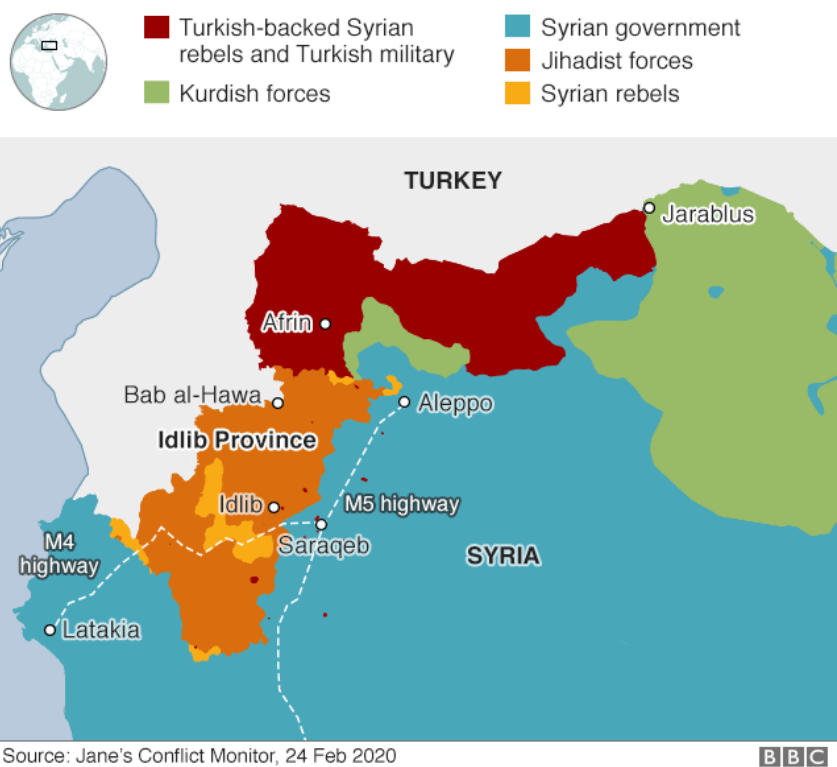 Turkish-backed Syrian
rebels and Turkish military
Kurdish forces
Syrian government
Jihadist forces
Syrian rebels
TURKEY
Jarablus
Afrin
Bab al-Hawa
Aleppo
Idlib Province
Idlib
M5 highway
Saraqeb
M4
highway
SYRIA
Latakia
Source: Jane's Conflict Monitor, 24 Feb 2020
BBC